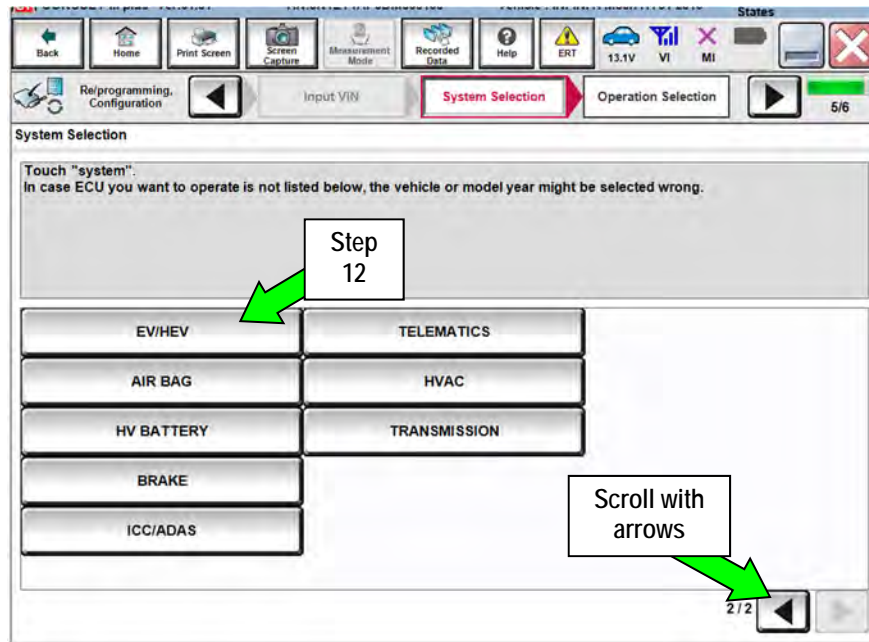 States
Back
Home
Print Screen
Screen
Capture
Measurement
Mode
Recorded
Data
Help
ERT
13.1V
VI
MI
Re/programming,
Configuration
Input VIN
System Selection
Operation Selection
5/6
System Selection
Touch "system".
In case ECU you want to operate is not listed below, the vehicle or model year might be selected wrong.
Step
12
EV/HEV
TELEMATICS
AIR BAG
HVAC
HV BATTERY
TRANSMISSION
BRAKE
ICC/ADAS
Scroll with
arrows
2/2